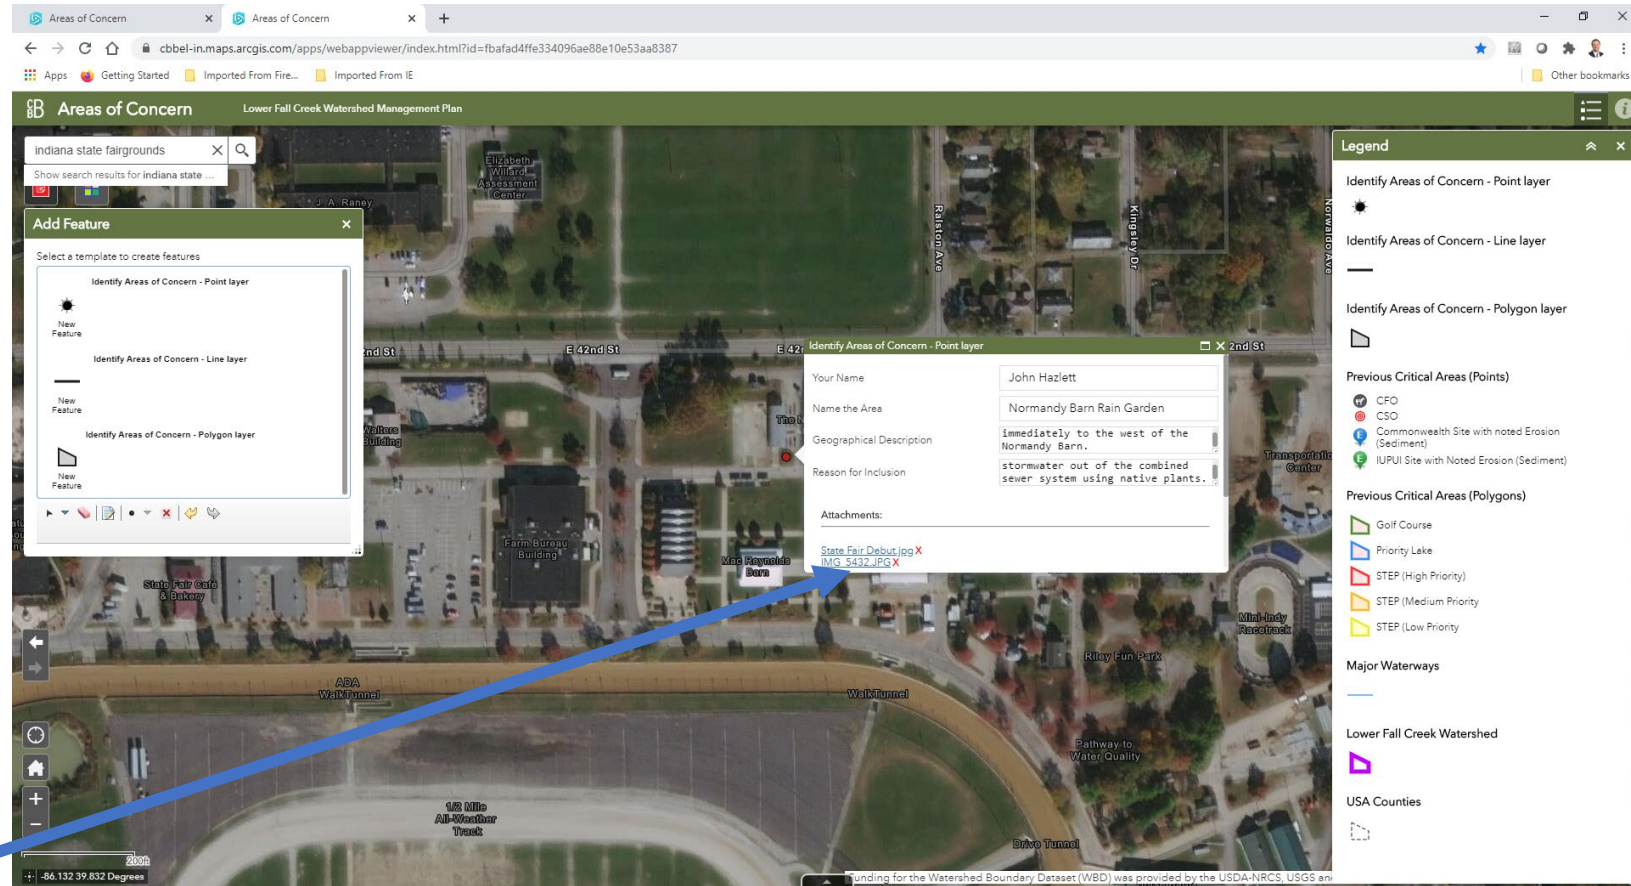 Areas of Concern
Areas of Concern
cbbel-in.maps.arcgis.com/apps/webappviewer/index.html?id=fbafad4ffe334096ae88e10e53aa8387
Apps Getting Started Imported From Fire... Imported From IE Other bookmarks
Areas of Concern Lower Fall Creek Watershed Management Plan
indiana state fairgrounds
Show search results for indiana state ...
Add Feature
Select a template to create features
Identify Areas of Concern - Point layer
New
Feature
Identify Areas of Concern - Line layer
New
Feature
Identify Areas of Concern - Polygon layer
New
Feature
J. A. Raney
Elizabeth
Willard
Assessment
Center
Ralston Ave
Kingsley Dr
Norwaldo Ave
2nd St
E 42nd St
E 42
2nd St
Walters
Building
The N
Farm Bureau
Building
Mac Reynolds
Barn
State Fair Café
& Bakery
Transportatio
Center
Mini-Indy
Racetrack
Riley Fun Park
ADA
WalkTunnel
WalkTunnel
Pathway to
Water Quality
1/2 Mile
All-Weather
Track
Drive Tunnel
Identify Areas of Concern - Point layer
Your Name John Hazlett
Name the Area Normandy Barn Rain Garden
Geographical Description immediately to the west of the
Normandy Barn.
Reason for Inclusion stormwater out of the combined
sewer system using native plants.
Attachments:
State Fair Debut.jpg X
IMG_5432.JPG X
200ft
-86.132 39.832 Degrees
Funding for the Watershed Boundary Dataset (WBD) was provided by the USDA-NRCS, USGS an
Legend
Identify Areas of Concern - Point layer
Identify Areas of Concern - Line layer
Identify Areas of Concern - Polygon layer
Previous Critical Areas (Points)
CFO
CSO
Commonwealth Site with noted Erosion
(Sediment)
IUPUI Site with Noted Erosion (Sediment)
Previous Critical Areas (Polygons)
Golf Course
Priority Lake
STEP (High Priority)
STEP (Medium Priority
STEP (Low Priority
Major Waterways
Lower Fall Creek Watershed
USA Counties